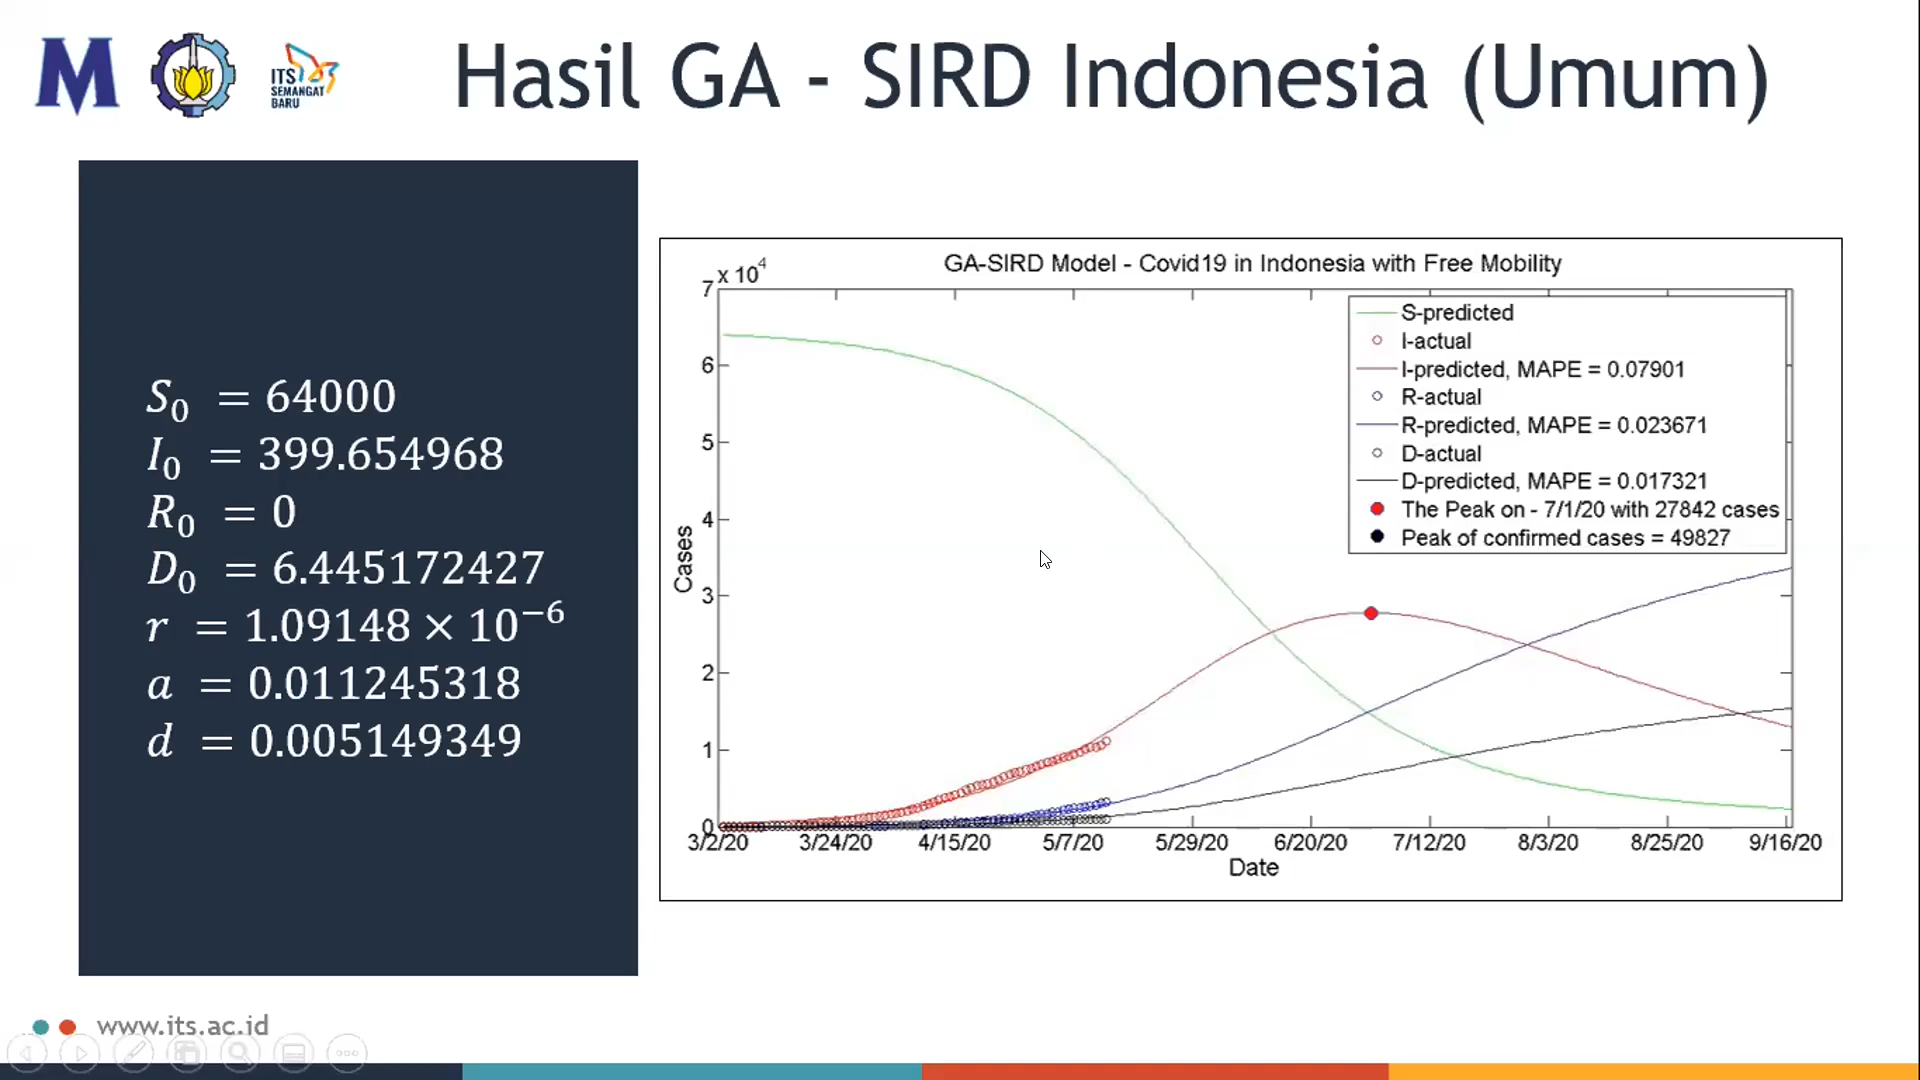 M
ITS
SEMANGAT
BARU
Hasil GA - SIRD Indonesia (Umum)
S₀ = 64000
I₀ = 399.654968
R₀ = 0
D₀ = 6.445172427
r = 1.09148 × 10⁻⁶
a = 0.011245318
d = 0.005149349
GA-SIRD Model - Covid19 in Indonesia with Free Mobility
x 10⁴
7
6
5
4
3
2
1
0
Cases
S-predicted
I-actual
I-predicted, MAPE = 0.07901
R-actual
R-predicted, MAPE = 0.023671
D-actual
D-predicted, MAPE = 0.017321
The Peak on - 7/1/20 with 27842 cases
Peak of confirmed cases = 49827
3/2/20 3/24/20 4/15/20 5/7/20 5/29/20 6/20/20 7/12/20 8/3/20 8/25/20 9/16/20
Date
www.its.ac.id